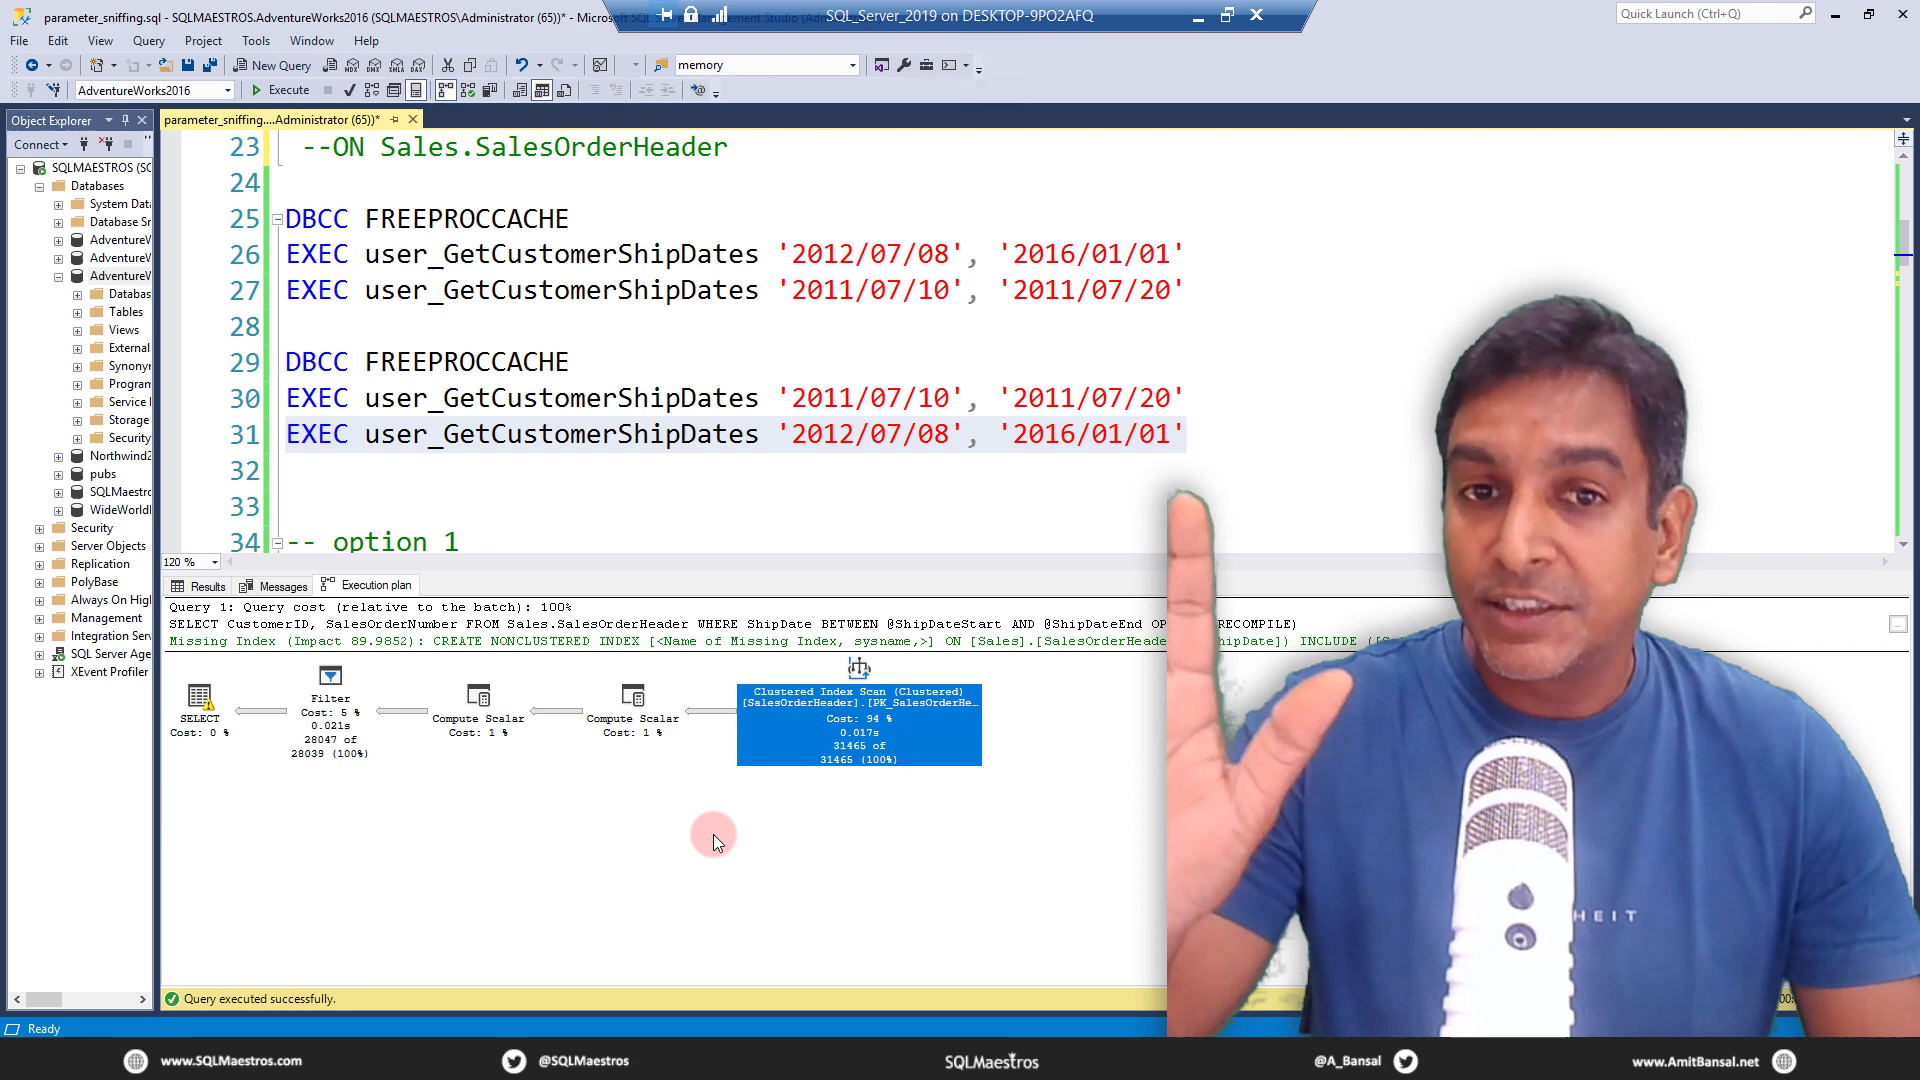 parameter_sniffing.sql - SQLMAESTROS.AdventureWorks2016 (SQLMAESTROS\Administrator (65))* - Micros
SQL_Server_2019 on DESKTOP-9PO2AFQ
Quick Launch (Ctrl+Q)
File Edit View Query Project Tools Window Help
New Query
MDX DMX XMLA DAX
memory
AdventureWorks2016
Execute
Object Explorer
parameter_sniffing....Administrator (65))*
Connect
SQLMAESTROS (SC
Databases
System Data
Database Sn
AdventureW
AdventureW
AdventureW
Databas
Tables
Views
External
Synonyr
Program
Service I
Storage
Security
Northwind2
pubs
SQLMaestro
WideWorldI
Security
Server Objects
Replication
PolyBase
Always On High
Management
Integration Serv
SQL Server Age
XEvent Profiler
23 --ON Sales.SalesOrderHeader
24
25 DBCC FREEPROCCACHE
26 EXEC user_GetCustomerShipDates '2012/07/08', '2016/01/01'
27 EXEC user_GetCustomerShipDates '2011/07/10', '2011/07/20'
28
29 DBCC FREEPROCCACHE
30 EXEC user_GetCustomerShipDates '2011/07/10', '2011/07/20'
31 EXEC user_GetCustomerShipDates '2012/07/08', '2016/01/01'
32
33
34 -- option 1
120 %
Results Messages Execution plan
Query 1: Query cost (relative to the batch): 100%
SELECT CustomerID, SalesOrderNumber FROM Sales.SalesOrderHeader WHERE ShipDate BETWEEN @ShipDateStart AND @ShipDateEnd OP RECOMPILE)
Missing Index (Impact 89.9852): CREATE NONCLUSTERED INDEX [<Name of Missing Index, sysname,>] ON [Sales].[SalesOrderHea hipDate]) INCLUDE ([S
SELECT
Cost: 0 %
Filter
Cost: 5 %
0.021s
28047 of
28039 (100%)
Compute Scalar
Cost: 1 %
Compute Scalar
Cost: 1 %
Clustered Index Scan (Clustered)
[SalesOrderHeader].[PK_SalesOrderHe...
Cost: 94 %
0.017s
31465 of
31465 (100%)
HEIT
Query executed successfully.
Ready
www.SQLMaestros.com
@SQLMaestros
SQLMaestros
@A_Bansal
www.AmitBansal.net